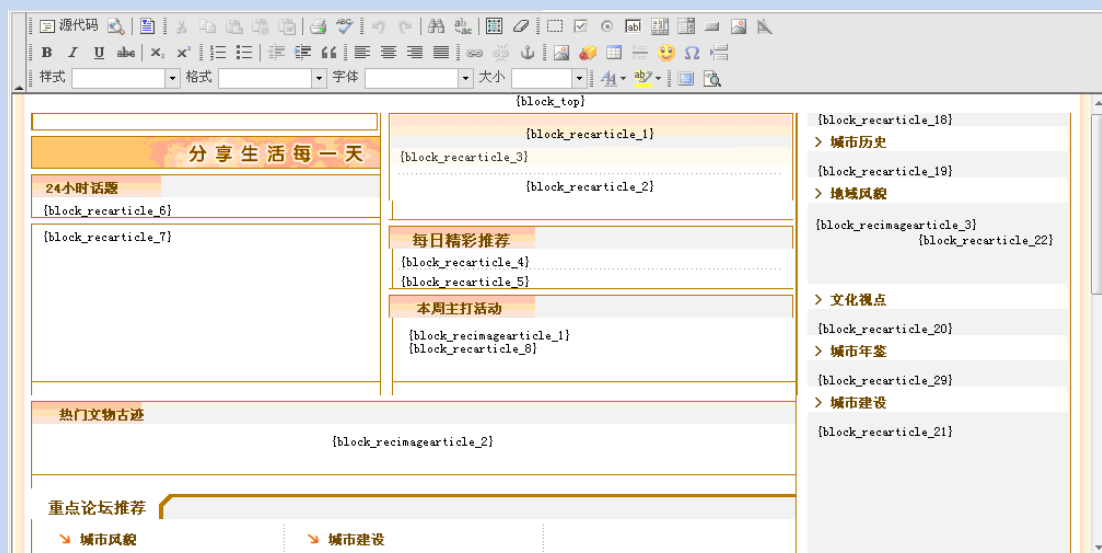 源代码
ABC
B I U abc X₂ X²
样式 格式 字体 大小
{block_top}
{block_recarticle_1}
{block_recarticle_3}
{block_recarticle_2}
分享生活每一天
24小时话题
{block_recarticle_6}
{block_recarticle_7}
每日精彩推荐
{block_recarticle_4}
{block_recarticle_5}
本周主打活动
{block_recimagearticle_1}
{block_recarticle_8}
热门文物古迹
{block_recimagearticle_2}
重点论坛推荐
城市风貌
城市建设
{block_recarticle_18}
城市历史
{block_recarticle_19}
地域风貌
{block_recimagearticle_3}
{block_recarticle_22}
文化视点
{block_recarticle_20}
城市年鉴
{block_recarticle_29}
城市建设
{block_recarticle_21}